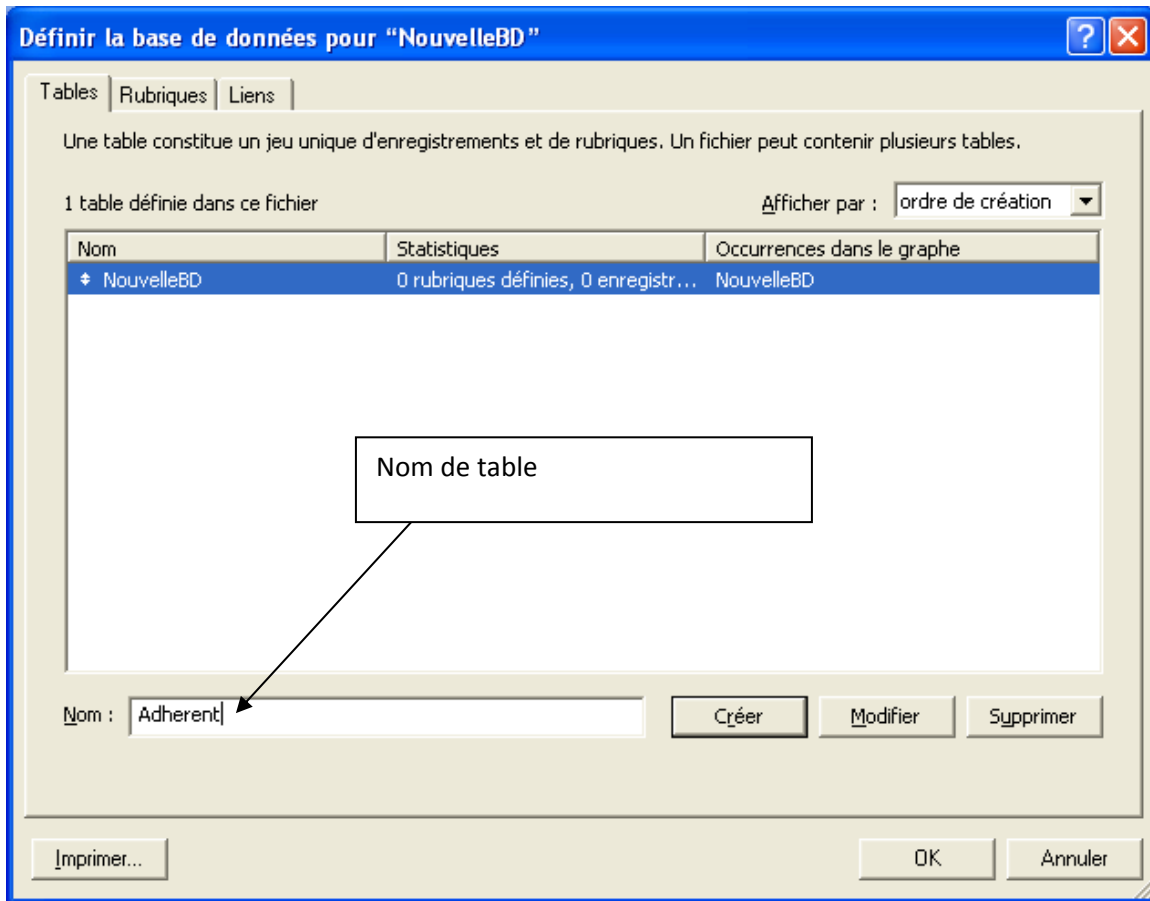 Définir la base de données pour “NouvelleBD”
Tables Rubriques Liens
Une table constitue un jeu unique d'enregistrements et de rubriques. Un fichier peut contenir plusieurs tables.
1 table définie dans ce fichier Afficher par : ordre de création
Nom Statistiques Occurrences dans le graphe
NouvelleBD 0 rubriques définies, 0 enregistr... NouvelleBD
Nom de table
Nom : Adherent Créer Modifier Supprimer
Imprimer... OK Annuler